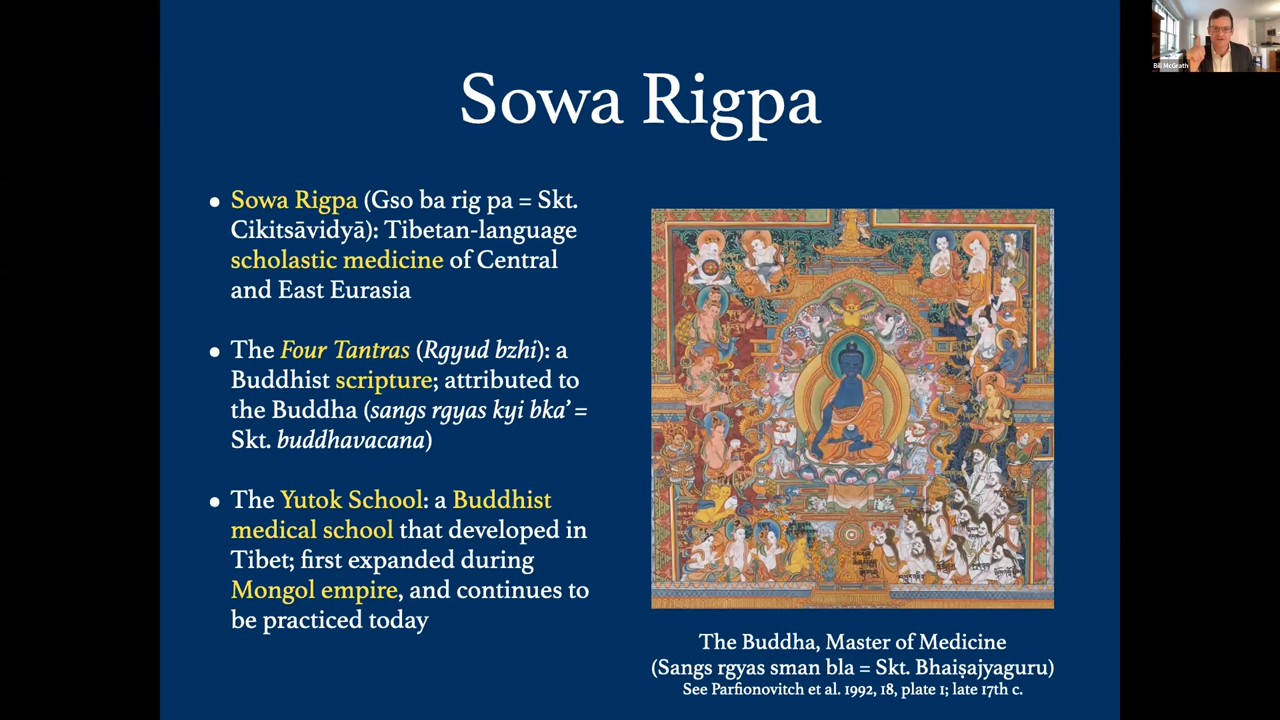 Sowa Rigpa
• Sowa Rigpa (Gso ba rig pa = Skt.
Cikitsāvidyā): Tibetan-language
scholastic medicine of Central
and East Eurasia
• The Four Tantras (Rgyud bzhi): a
Buddhist scripture; attributed to
the Buddha (sangs rgyas kyi bka' =
Skt. buddhavacana)
• The Yutok School: a Buddhist
medical school that developed in
Tibet; first expanded during
Mongol empire, and continues to
be practiced today
The Buddha, Master of Medicine
(Sangs rgyas sman bla = Skt. Bhaiṣajyaguru)
See Parfionovitch et al. 1992, 18, plate 1; late 17th c.
Bill McGrath